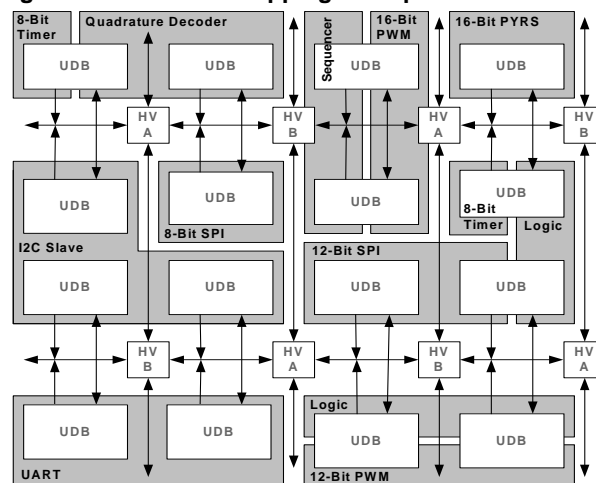 8-Bit
Timer
Quadrature Decoder
Sequencer
16-Bit
PWM
16-Bit PYRS
UDB
UDB
UDB
UDB
HV
A
HV
B
HV
A
HV
B
UDB
UDB
UDB
UDB
8-Bit
Timer
Logic
8-Bit SPI
I2C Slave
12-Bit SPI
UDB
UDB
UDB
UDB
HV
B
HV
A
HV
B
HV
A
Logic
UDB
UDB
UDB
UDB
UART
12-Bit PWM